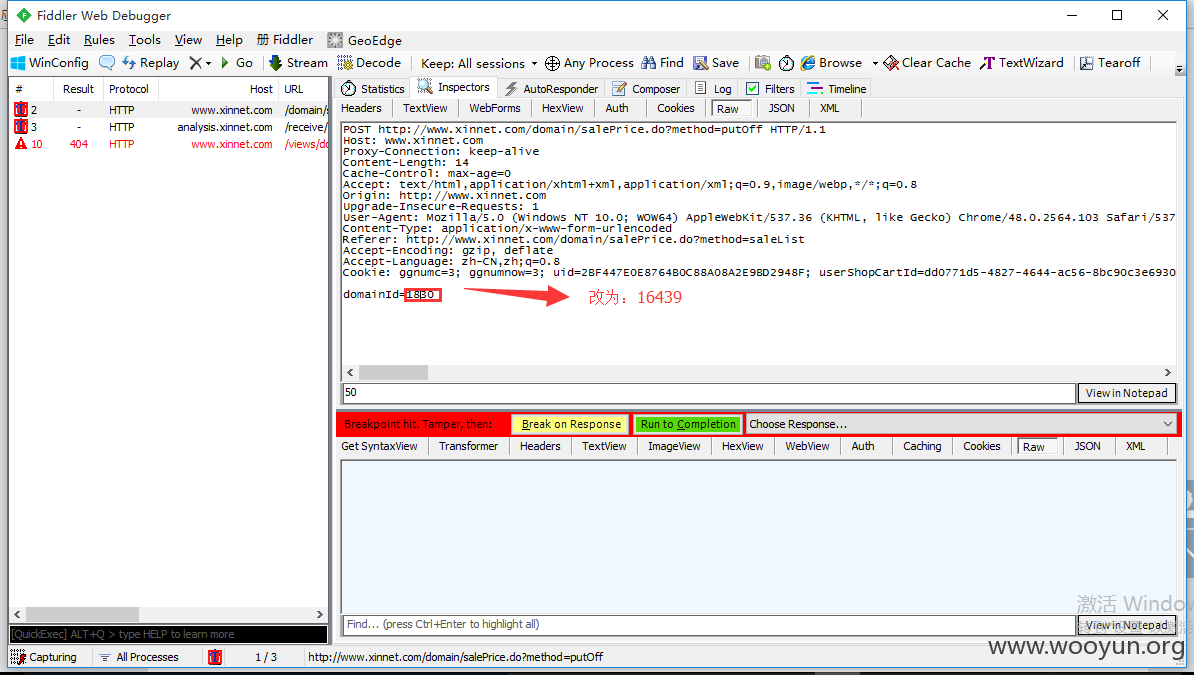 Fiddler Web Debugger
File Edit Rules Tools View Help 册 Fiddler GeoEdge
WinConfig Replay Go Stream Decode Keep: All sessions Any Process Find Save Browse Clear Cache TextWizard Tearoff
# Result Protocol Host URL
2 - HTTP www.xinnet.com /domain/s
3 - HTTP analysis.xinnet.com /receive/
10 404 HTTP www.xinnet.com /views/do
Statistics Inspectors AutoResponder Composer Log Filters Timeline
Headers TextView WebForms HexView Auth Cookies Raw JSON XML
POST http://www.xinnet.com/domain/salePrice.do?method=putOff HTTP/1.1
Host: www.xinnet.com
Proxy-Connection: keep-alive
Content-Length: 14
Cache-Control: max-age=0
Accept: text/html,application/xhtml+xml,application/xml;q=0.9,image/webp,*/*;q=0.8
Origin: http://www.xinnet.com
Upgrade-Insecure-Requests: 1
User-Agent: Mozilla/5.0 (Windows NT 10.0; WOW64) AppleWebKit/537.36 (KHTML, like Gecko) Chrome/48.0.2564.103 Safari/537
Content-Type: application/x-www-form-urlencoded
Referer: http://www.xinnet.com/domain/salePrice.do?method=saleList
Accept-Encoding: gzip, deflate
Accept-Language: zh-CN,zh;q=0.8
Cookie: ggnumc=3; ggnumnow=3; uid=2BF447E0E8764B0C88A08A2E9BD2948F; userShopCartId=dd0771d5-4827-4644-ac56-8bc90c3e6930
domainId=1830
改为：16439
50
View in Notepad
Breakpoint hit. Tamper, then: Break on Response Run to Completion Choose Response...
Get SyntaxView Transformer Headers TextView ImageView HexView WebView Auth Caching Cookies Raw JSON XML
激活 Window
Find... (press Ctrl+Enter to highlight all)
View in Notepad
[QuickExec] ALT+Q > type HELP to learn more
www.wooyun.org
Capturing All Processes 1 / 3 http://www.xinnet.com/domain/salePrice.do?method=putOff